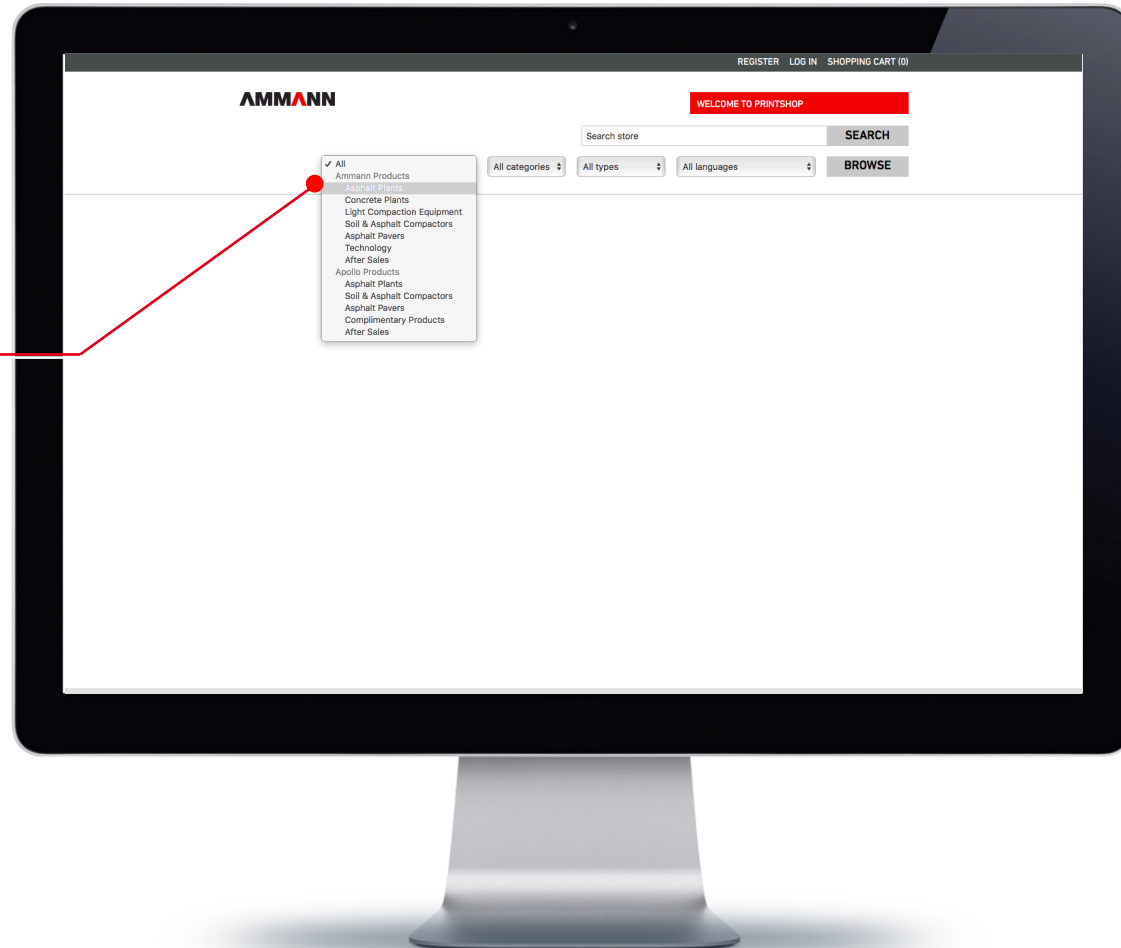 REGISTER LOG IN SHOPPING CART (0)
AMMANN
WELCOME TO PRINTSHOP
Search store SEARCH
✓ All All categories All types All languages BROWSE
Ammann Products
Asphalt Plants
Concrete Plants
Light Compaction Equipment
Soil & Asphalt Compactors
Asphalt Pavers
Technology
After Sales
Apollo Products
Asphalt Plants
Soil & Asphalt Compactors
Asphalt Pavers
Complimentary Products
After Sales